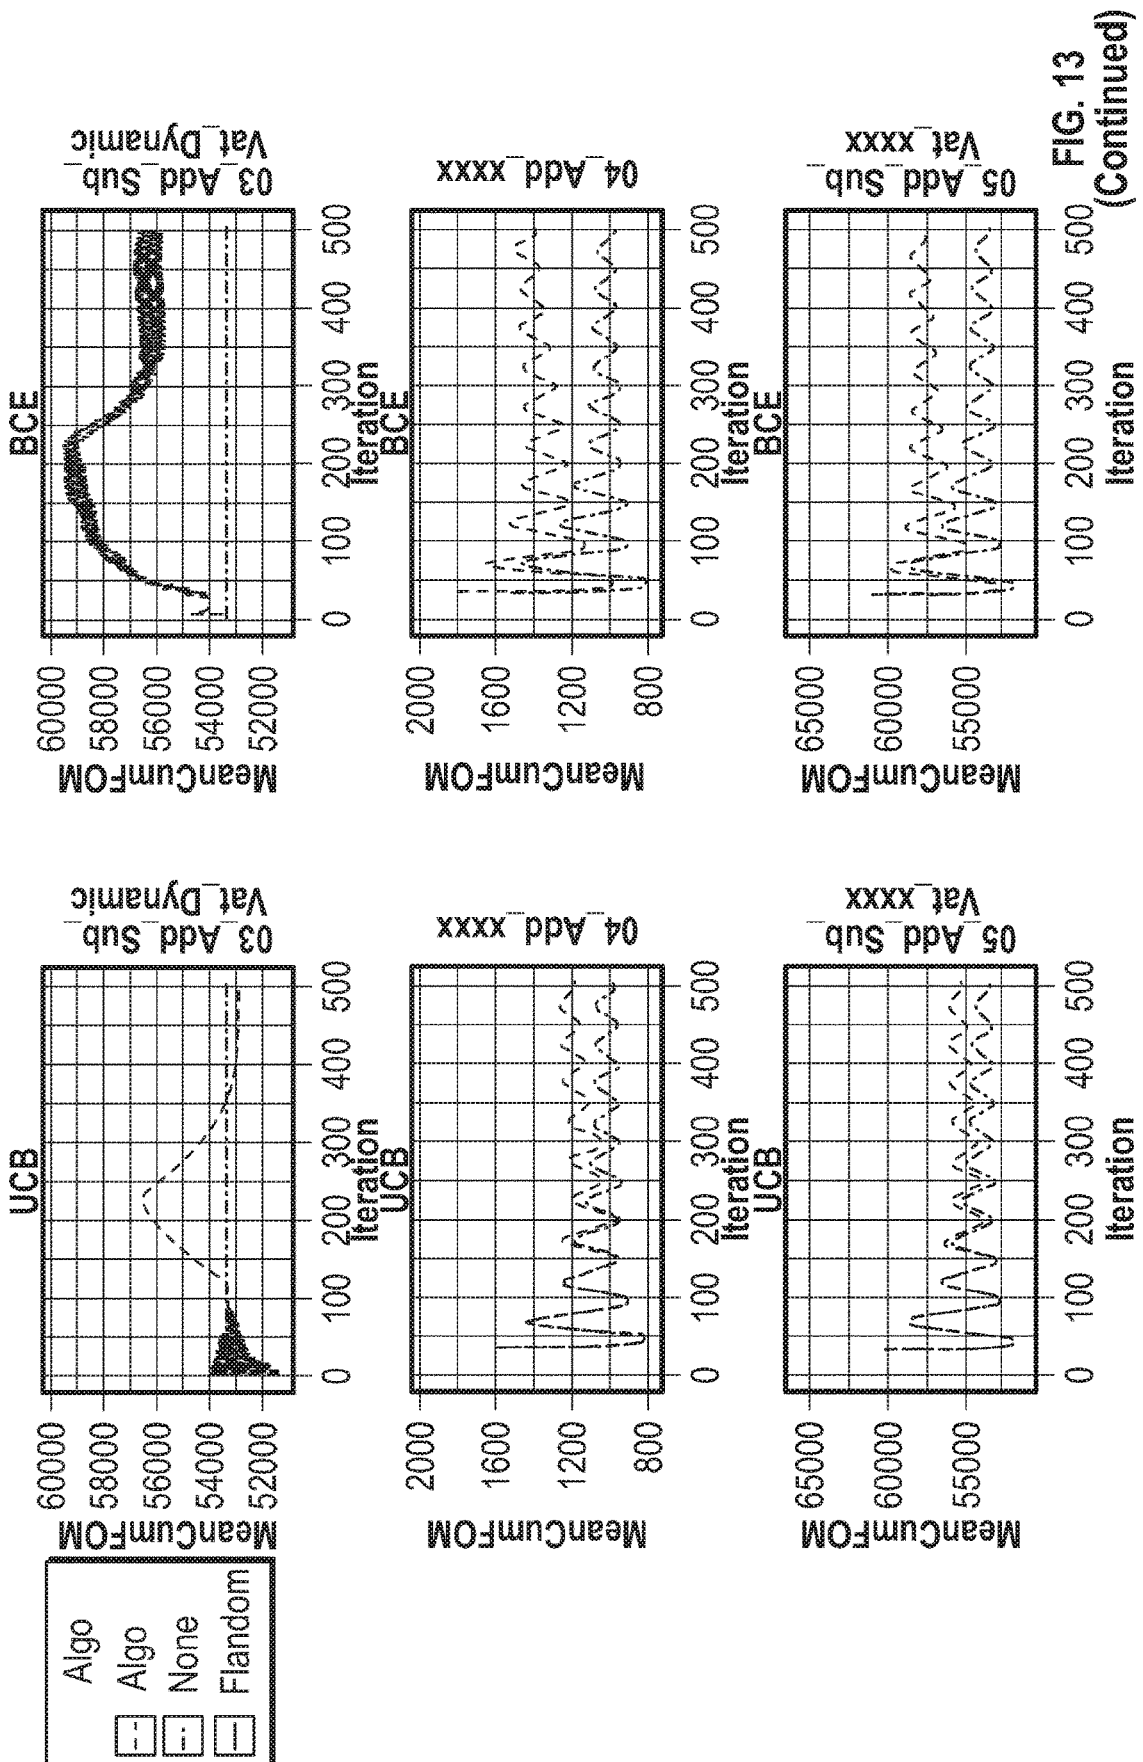 Algo
Algo
None
Flandom
UCB
MeanCumFOM
60000
58000
56000
54000
52000
0
100
200
300
400
500
Iteration
03_Add_Sub_
Vat_Dynamic
BCE
MeanCumFOM
60000
58000
56000
54000
52000
0
100
200
300
400
500
Iteration
03_Add_Sub_
Vat_Dynamic
UCB
MeanCumFOM
2000
1600
1200
800
0
100
200
300
400
500
Iteration
04_Add_xxxx
BCE
MeanCumFOM
2000
1600
1200
800
0
100
200
300
400
500
Iteration
04_Add_xxxx
UCB
MeanCumFOM
65000
60000
55000
0
100
200
300
400
500
Iteration
05_Add_Sub_
Vat_xxxx
BCE
MeanCumFOM
65000
60000
55000
0
100
200
300
400
500
Iteration
05_Add_Sub_
Vat_xxxx
FIG. 13
(Continued)